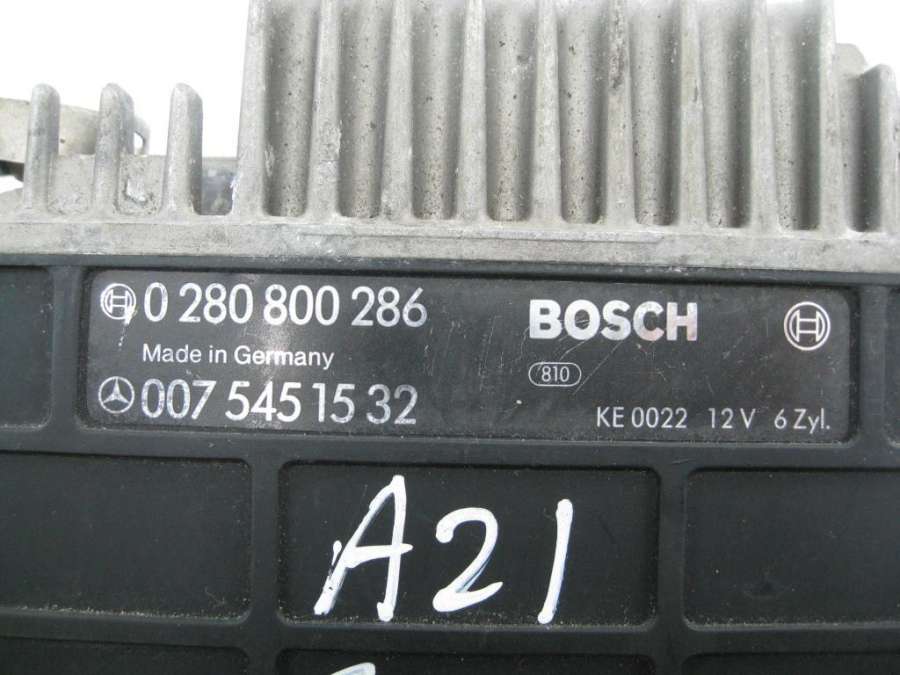 0 280 800 286
BOSCH
Made in Germany
810
007 545 15 32
KE 0022 12 V 6 Zyl.
A21